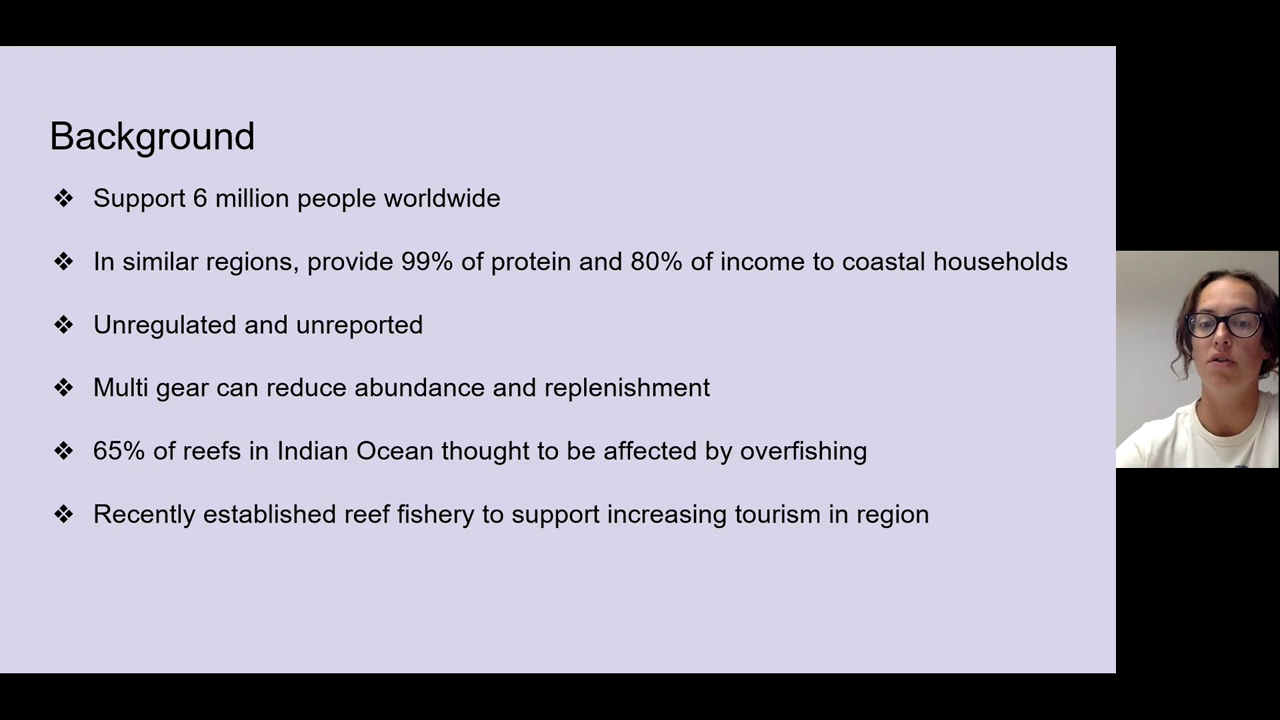 Background
❖ Support 6 million people worldwide
❖ In similar regions, provide 99% of protein and 80% of income to coastal households
❖ Unregulated and unreported
❖ Multi gear can reduce abundance and replenishment
❖ 65% of reefs in Indian Ocean thought to be affected by overfishing
❖ Recently established reef fishery to support increasing tourism in region